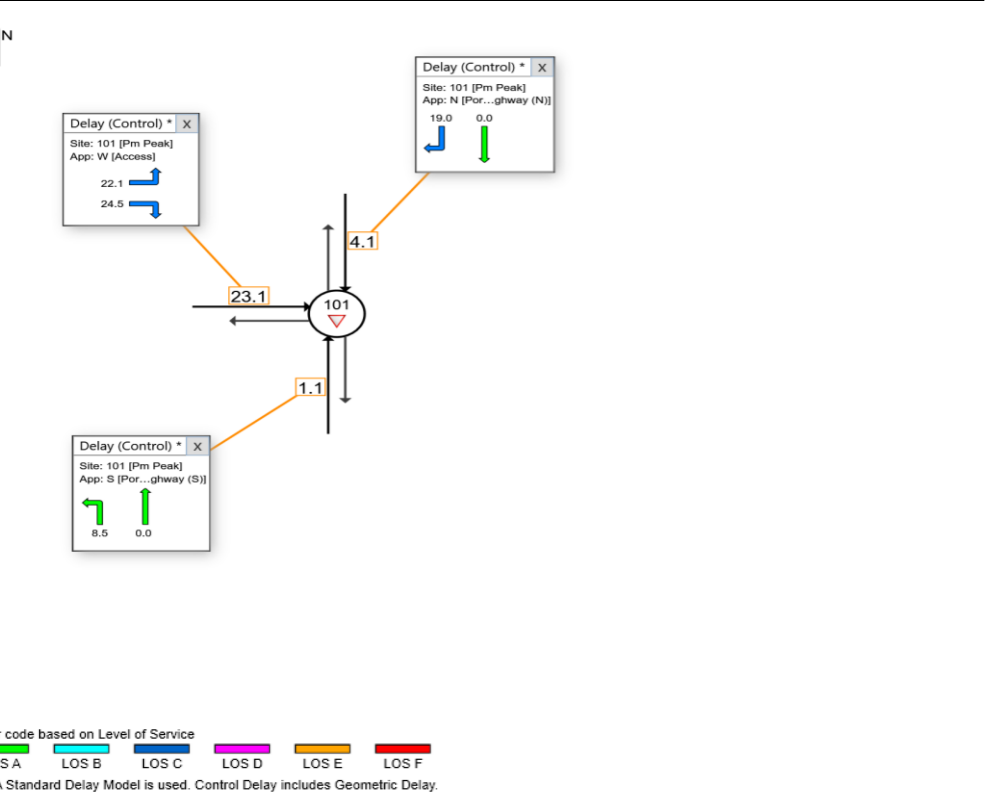 N
Delay (Control) * X
Site: 101 [Pm Peak]
App: N [Por...ghway (N)]
19.0 0.0
Delay (Control) * X
Site: 101 [Pm Peak]
App: W [Access]
22.1
24.5
4.1
23.1
101
1.1
Delay (Control) * X
Site: 101 [Pm Peak]
App: S [Por...ghway (S)]
8.5 0.0
code based on Level of Service
S A LOS B LOS C LOS D LOS E LOS F
Standard Delay Model is used. Control Delay includes Geometric Delay.